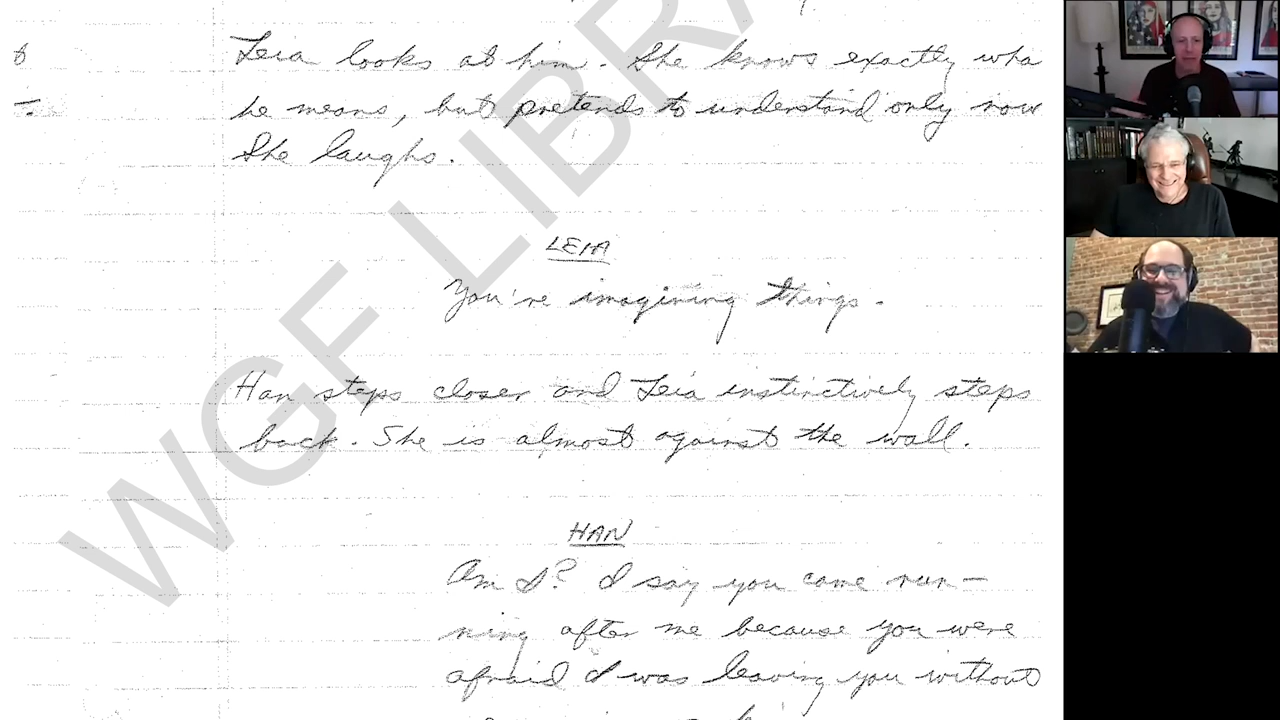 Leia looks at him. She knows exactly wha
he means, but pretends to understand only now
She laughs.
LEIA
You're imagining things.
Han steps closer and Leia instinctively steps
back. She is almost against the wall.
HAN
Am I? I say you came run-
ning after me because you were
afraid I was leaving you without
WGF LIBRA